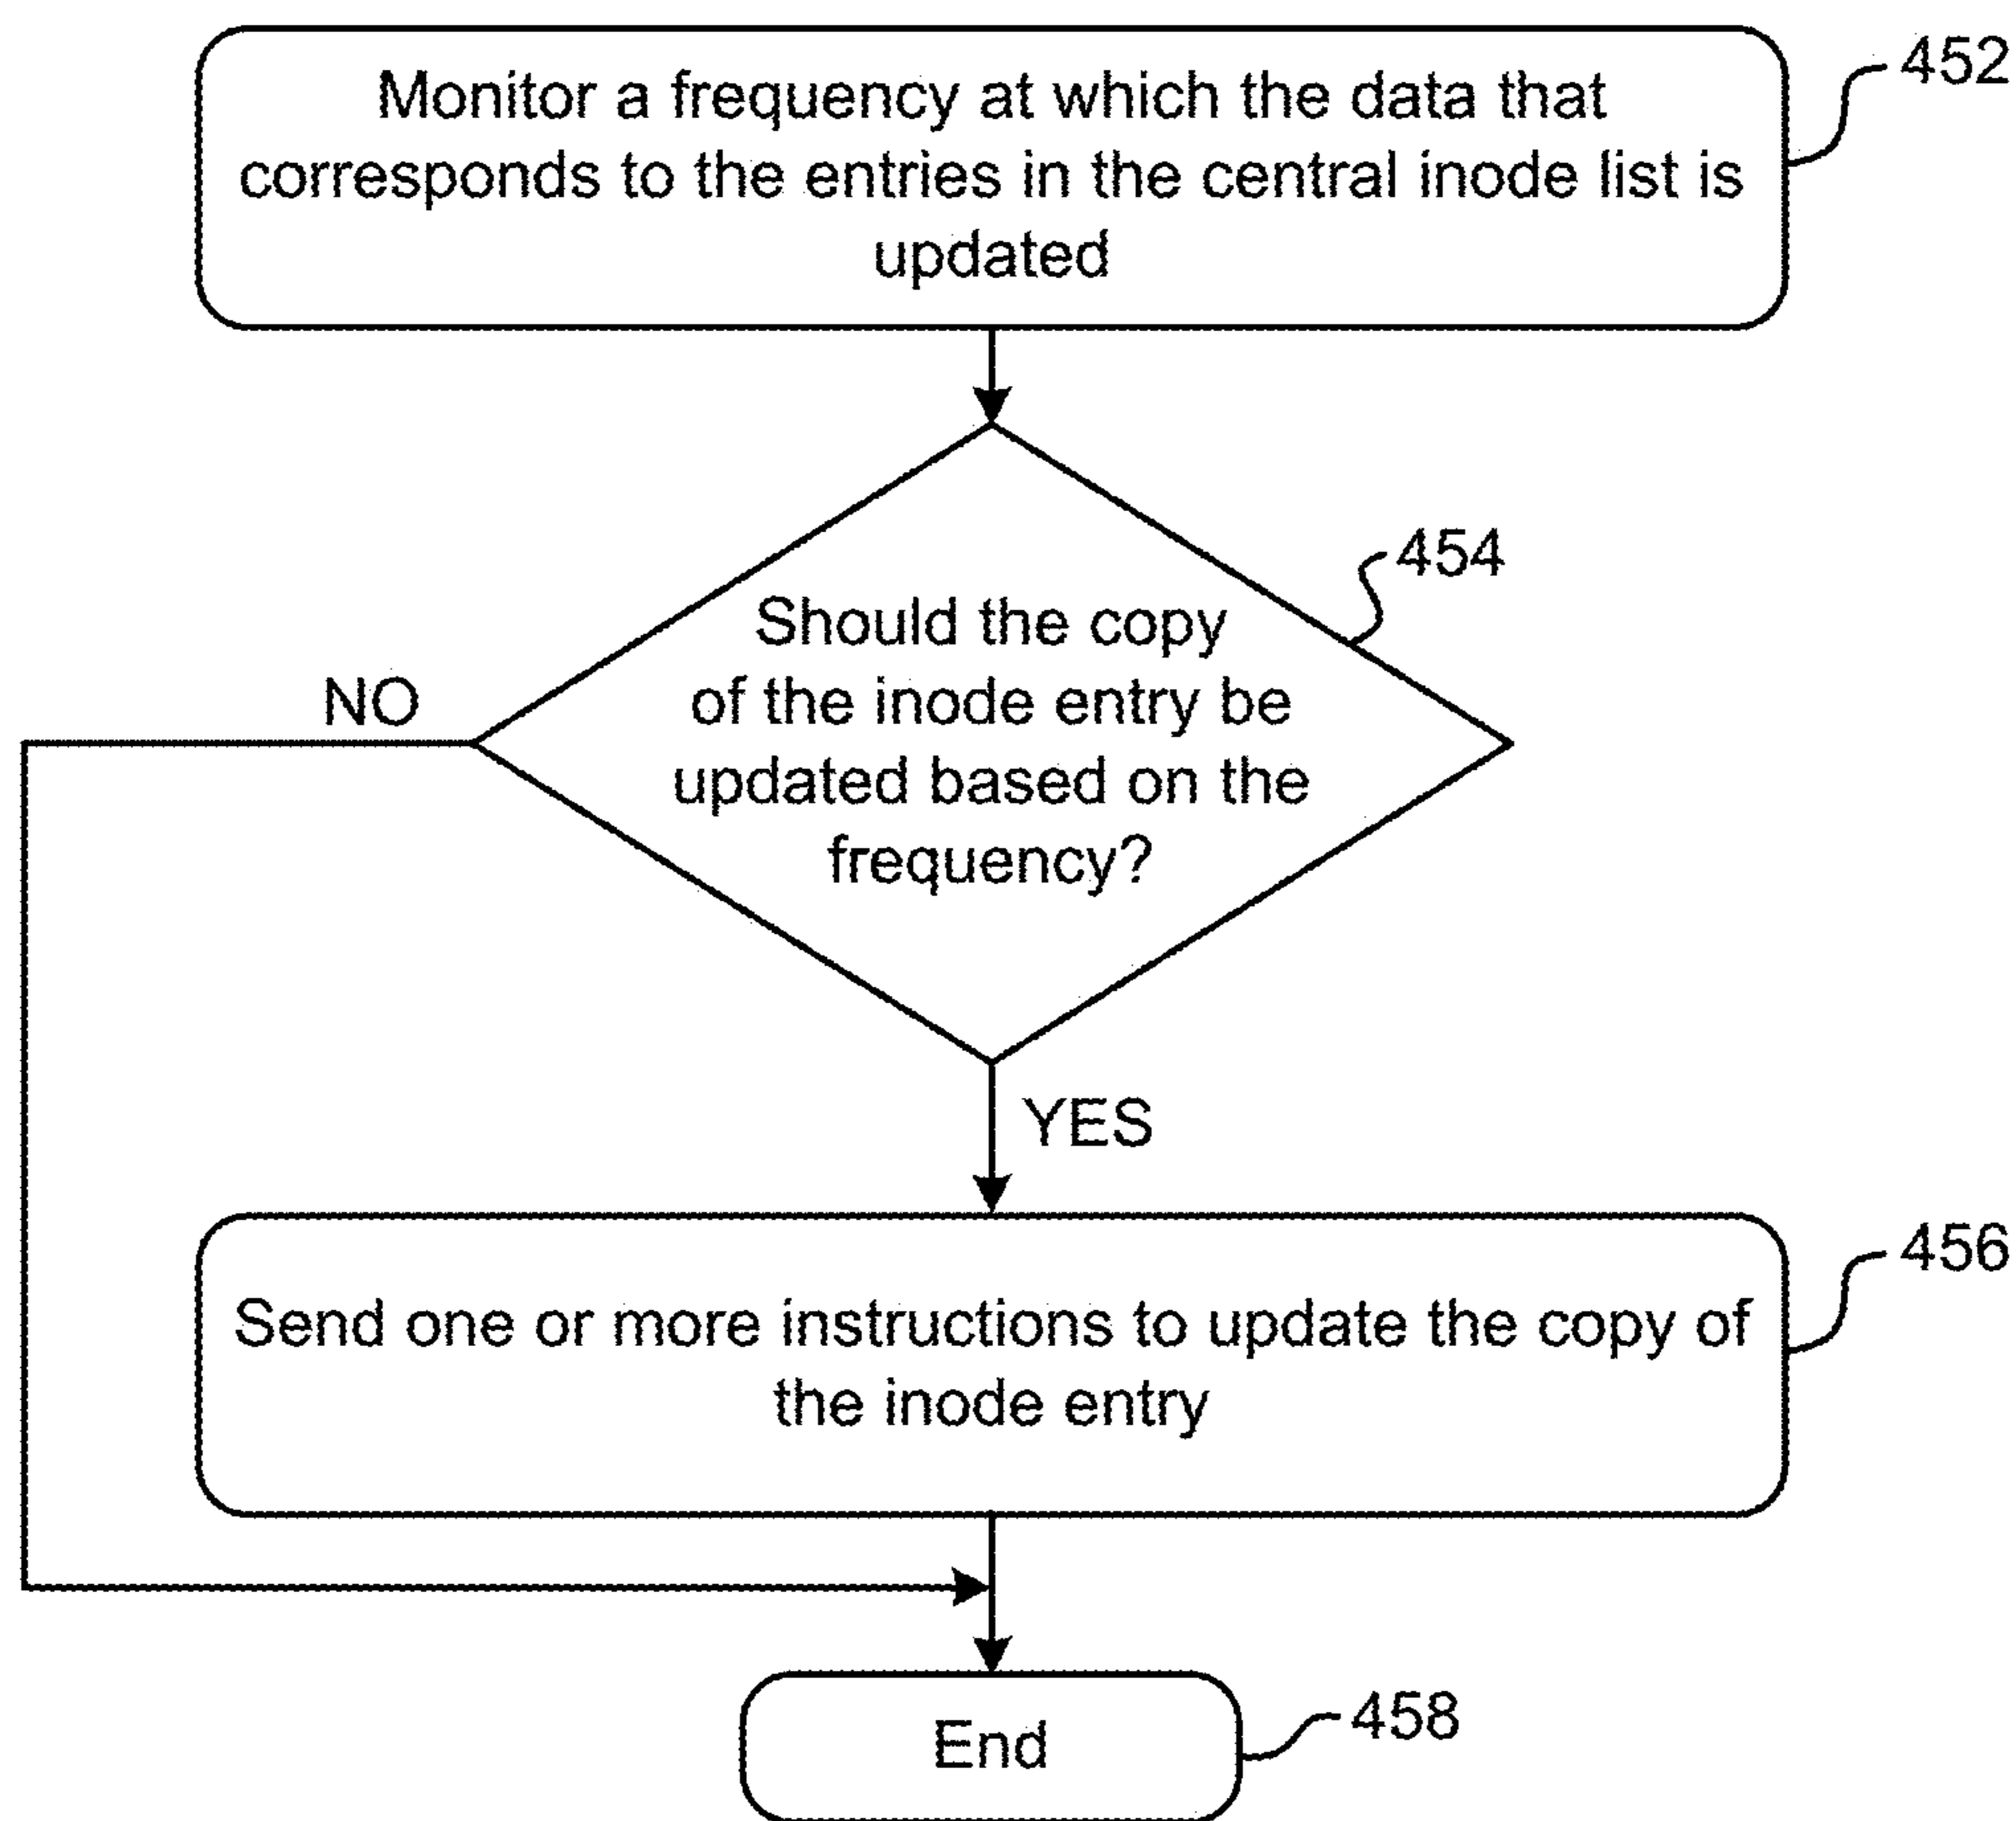 Monitor a frequency at which the data that
corresponds to the entries in the central inode list is
updated
452
454
Should the copy
of the inode entry be
updated based on the
frequency?
NO
YES
Send one or more instructions to update the copy of
the inode entry
456
End
458